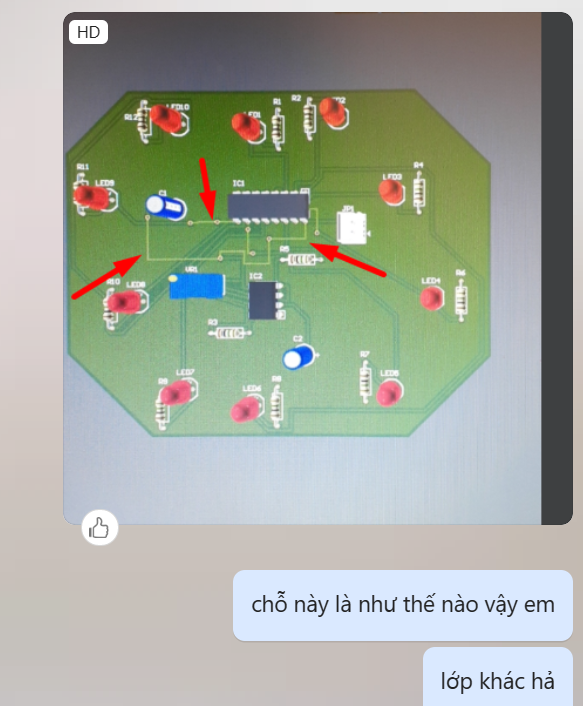 HD
R12
LED10
LED1
R1
R2
LED2
R11
LED9
C1
IC1
LED3
R4
JP1
R5
R10
LED8
VR1
IC2
LED4
R6
R3
C2
R9
LED7
LED6
R8
R7
LED5
chỗ này là như thế nào vậy em
lớp khác hả